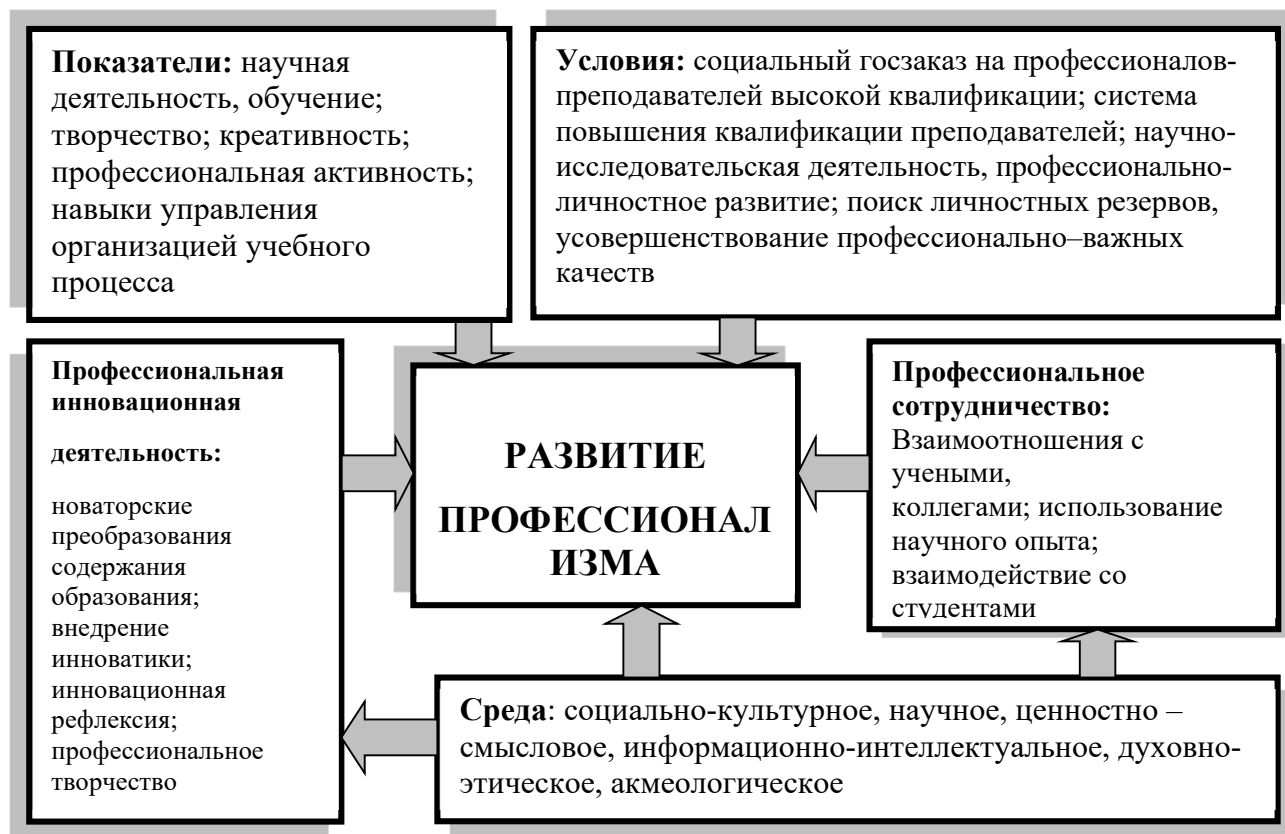 Показатели: научная
деятельность, обучение;
творчество; креативность;
профессиональная активность;
навыки управления
организацией учебного
процесса
Условия: социальный госзаказ на профессионалов-
преподавателей высокой квалификации; система
повышения квалификации преподавателей; научно-
исследовательская деятельность, профессионально-
личностное развитие; поиск личностных резервов,
усовершенствование профессионально–важных
качеств
Профессиональная
инновационная
деятельность:
новаторские
преобразования
содержания
образования;
внедрение
инноватики;
инновационная
рефлексия;
профессиональное
творчество
РАЗВИТИЕ
ПРОФЕССИОНАЛ
ИЗМА
Профессиональное
сотрудничество:
Взаимоотношения с
учеными,
коллегами; использование
научного опыта;
взаимодействие со
студентами
Среда: социально-культурное, научное, ценностно –
смысловое, информационно-интеллектуальное, духовно-
этическое, акмеологическое